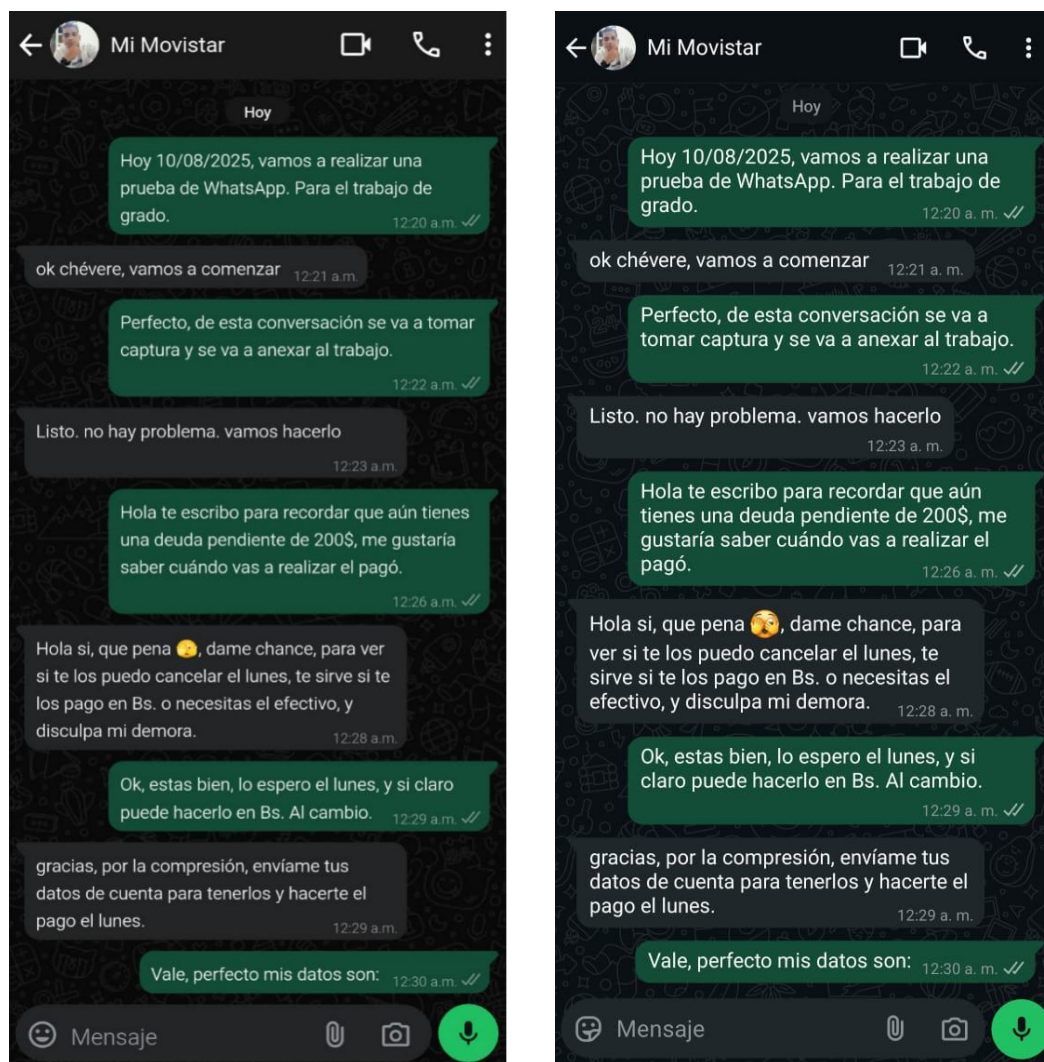 Mi Movistar
Hoy
Hoy 10/08/2025, vamos a realizar una
prueba de WhatsApp. Para el trabajo de
grado.
12:20 a.m.
ok chévere, vamos a comenzar 12:21 a.m.
Perfecto, de esta conversación se va a tomar
captura y se va a anexar al trabajo.
12:22 a.m.
Listo. no hay problema. vamos hacerlo
12:23 a.m.
Hola te escribo para recordar que aún tienes
una deuda pendiente de 200$, me gustaría
saber cuándo vas a realizar el pagó.
12:26 a.m.
Hola si, que pena 🫣, dame chance, para ver
si te los puedo cancelar el lunes, te sirve si te
los pago en Bs. o necesitas el efectivo, y
disculpa mi demora. 12:28 a.m.
Ok, estas bien, lo espero el lunes, y si claro
puede hacerlo en Bs. Al cambio. 12:29 a.m.
gracias, por la compresión, envíame tus
datos de cuenta para tenerlos y hacerte el
pago el lunes. 12:29 a.m.
Vale, perfecto mis datos son: 12:30 a.m.
Mensaje
Mi Movistar
Hoy
Hoy 10/08/2025, vamos a realizar una
prueba de WhatsApp. Para el trabajo de
grado. 12:20 a. m.
ok chévere, vamos a comenzar 12:21 a. m.
Perfecto, de esta conversación se va a
tomar captura y se va a anexar al trabajo.
12:22 a. m.
Listo. no hay problema. vamos hacerlo
12:23 a. m.
Hola te escribo para recordar que aún
tienes una deuda pendiente de 200$, me
gustaría saber cuándo vas a realizar el
pagó. 12:26 a. m.
Hola si, que pena 🫣, dame chance, para
ver si te los puedo cancelar el lunes, te
sirve si te los pago en Bs. o necesitas el
efectivo, y disculpa mi demora. 12:28 a. m.
Ok, estas bien, lo espero el lunes, y si
claro puede hacerlo en Bs. Al cambio.
12:29 a. m.
gracias, por la compresión, envíame tus
datos de cuenta para tenerlos y hacerte el
pago el lunes. 12:29 a. m.
Vale, perfecto mis datos son: 12:30 a. m.
Mensaje